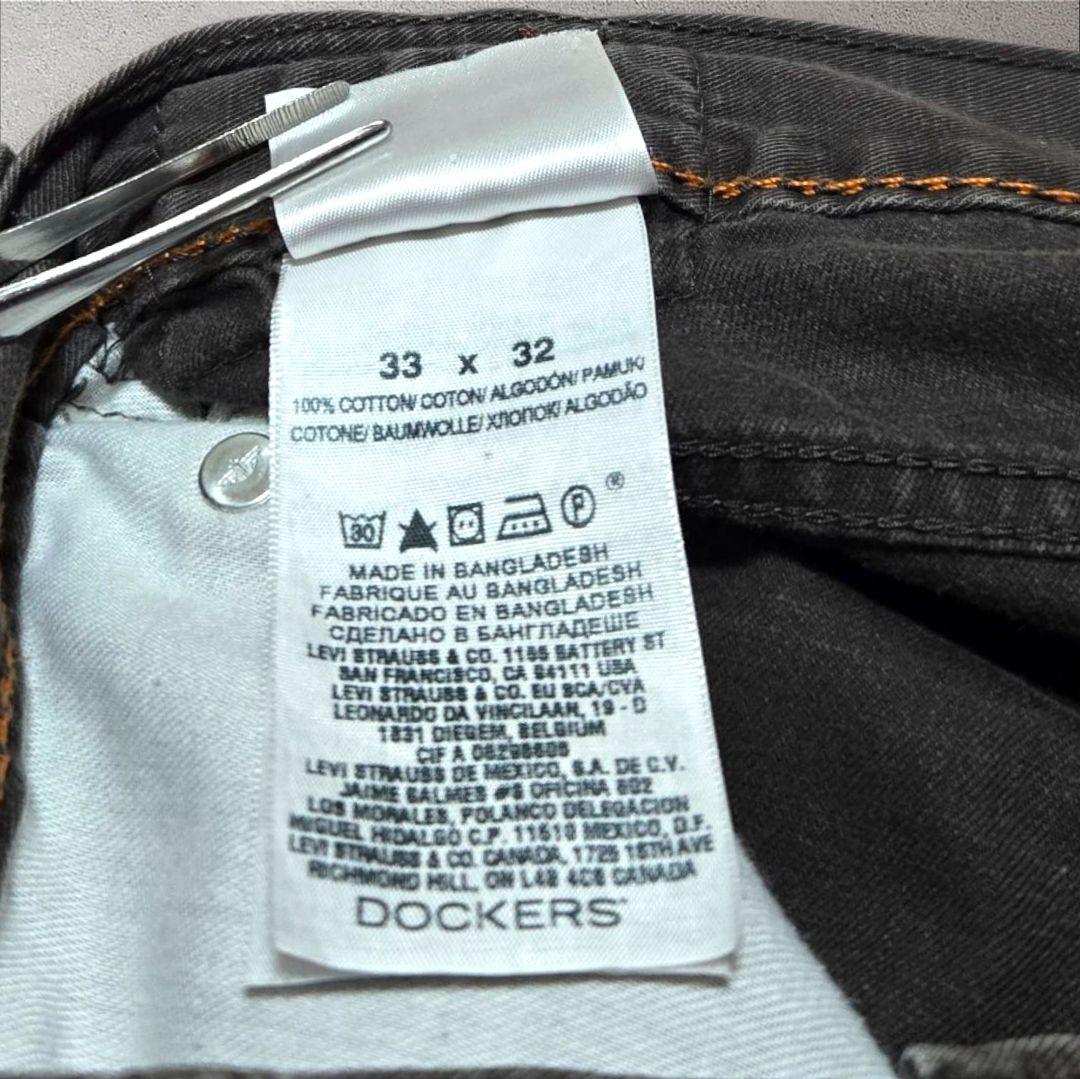 33 x 32
100% COTTON/ COTON/ ALGODÓN/ PAMUK/
COTONE/ BAUMWOLLE/ ХЛОПОК/ ALGODÃO
30 P ®
MADE IN BANGLADESH
FABRIQUE AU BANGLADESH
FABRICADO EN BANGLADESH
СДЕЛАНО В БАНГЛАДЕШЕ
LEVI STRAUSS & CO. 1155 BATTERY ST
SAN FRANCISCO, CA 94111 USA
LEVI STRAUSS & CO. EU SCA/CVA
LEONARDO DA VINCILAAN, 19 - D
1831 DIEGEM, BELGIUM
CIF A
LEVI STRAUSS DE MEXICO, S.A. DE C.V.
JAIME BALMES #8 OFICINA 802
LOS MORALES, POLANCO DELEGACION
MIGUEL HIDALGO C.P. 11510 MEXICO, D.F.
LEVI STRAUSS & CO. CANADA, 1725 16TH AVE
RICHMOND HILL, ON L4B 4C6 CANADA
DOCKERS